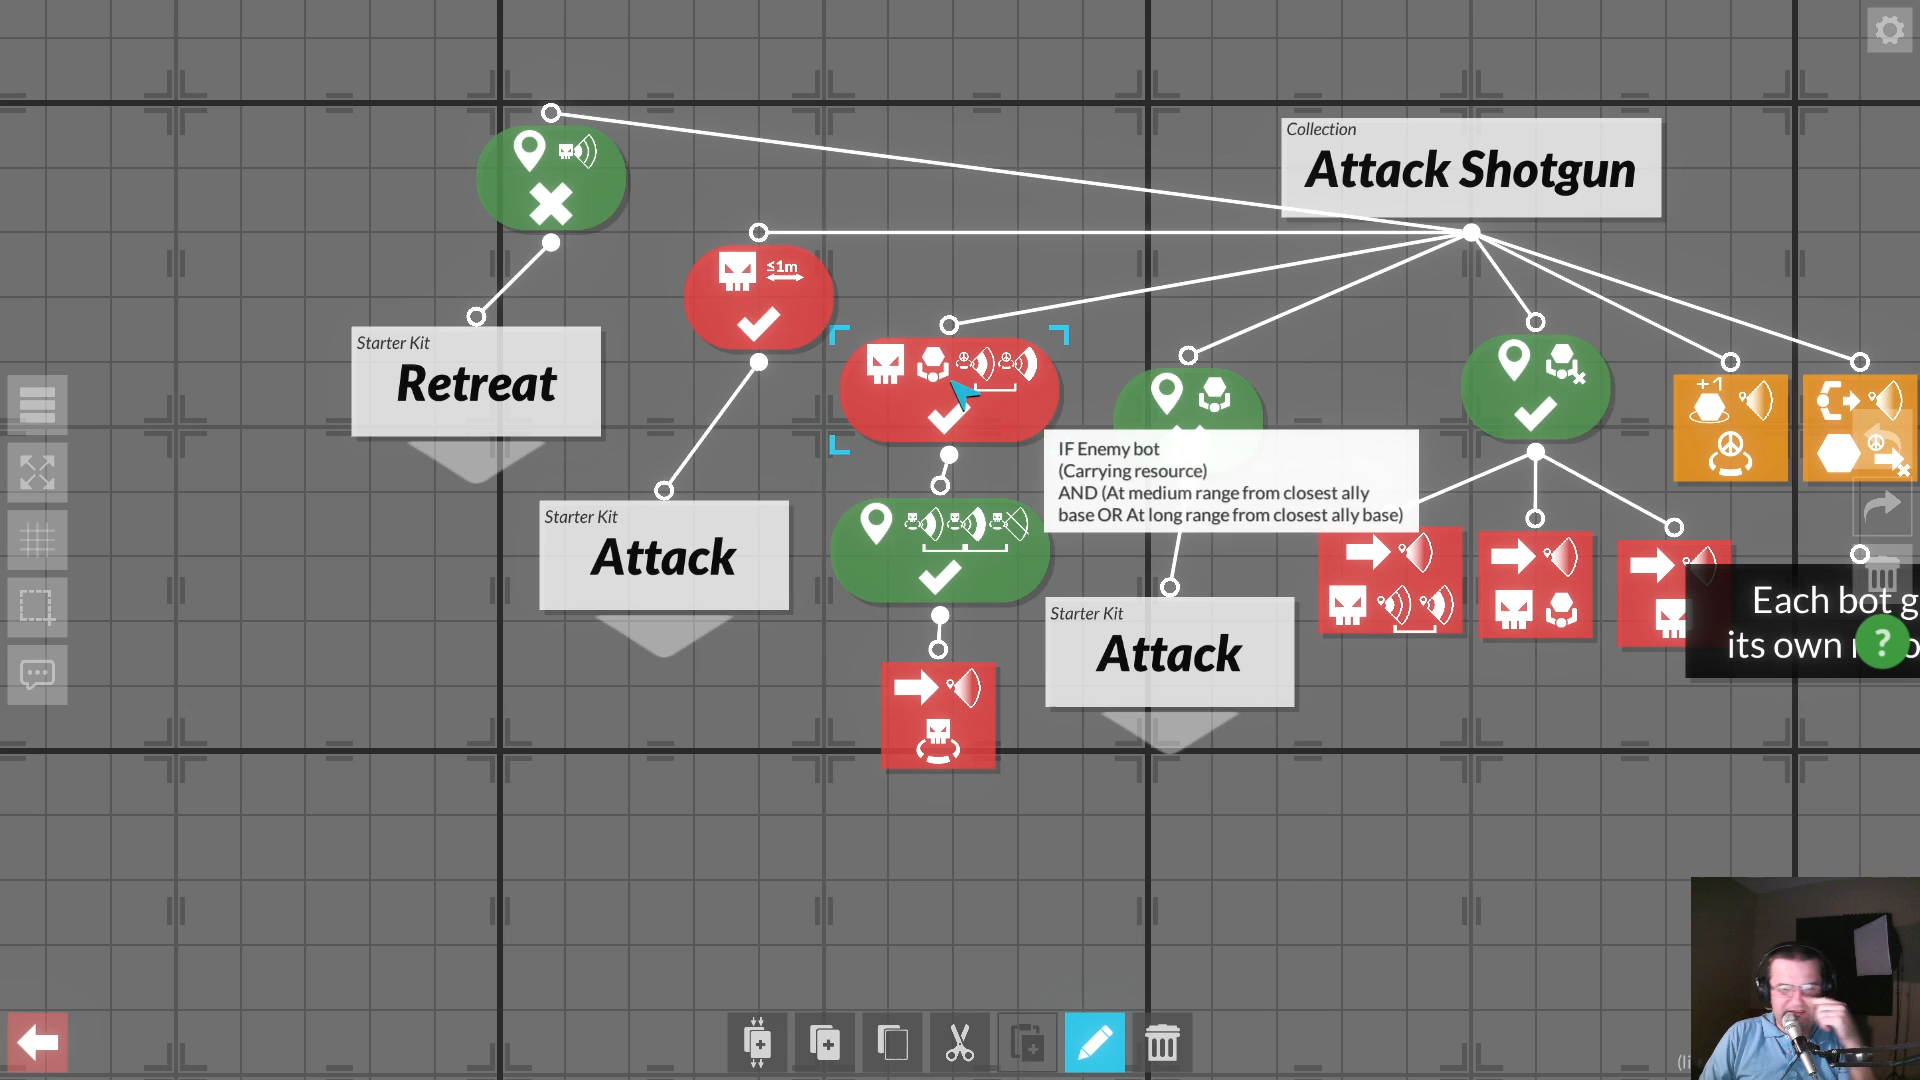 Collection
Attack Shotgun
≤1m
Starter Kit
Retreat
+1
IF Enemy bot
(Carrying resource)
AND (At medium range from closest ally
base OR At long range from closest ally base)
Starter Kit
Attack
Starter Kit
Attack
Each bot g
its own
?
(li